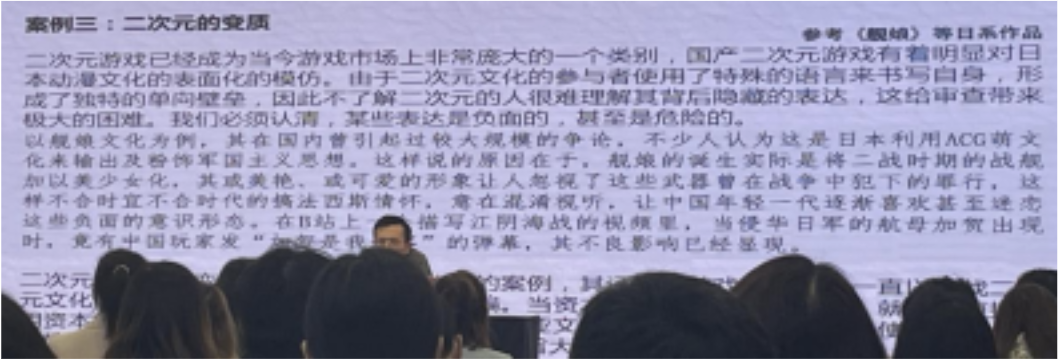 案例三：二次元的变质
参考《舰娘》等日系作品
二次元游戏已经成为当今游戏市场上非常庞大的一个类别，国产二次元游戏有着明显对日
本动漫文化的表面化的模仿。由于二次元文化的参与者使用了特殊的语言来书写自身，形
成了独特的单向壁垒，因此不了解二次元的人很难理解其背后隐藏的表达，这给审查带来
极大的困难。我们必须认清，某些表达是负面的，甚至是危险的。
以舰娘文化为例，其在国内曾引起过较大规模的争论，不少人认为这是日本利用ACG萌文
化来输出及粉饰军国主义思想。这样说的原因在于，舰娘的诞生实际是将二战时期的战舰
加以美少女化，其或美艳、或可爱的形象让人忽视了这些武器曾在战争中犯下的罪行，这
样不合时宜不合时代的搞法西斯情怀，意在混淆视听，让中国年轻一代逐渐喜欢甚至迷恋
这些负面的意识形态。在B站上 描写江阴海战的视频里，当侵华日军的航母加贺出现
时，竟有中国玩家发“ 是我 ”的弹幕，其不良影响已经显现。
二次元 的案例，其 一直以
元文化 当资
资本